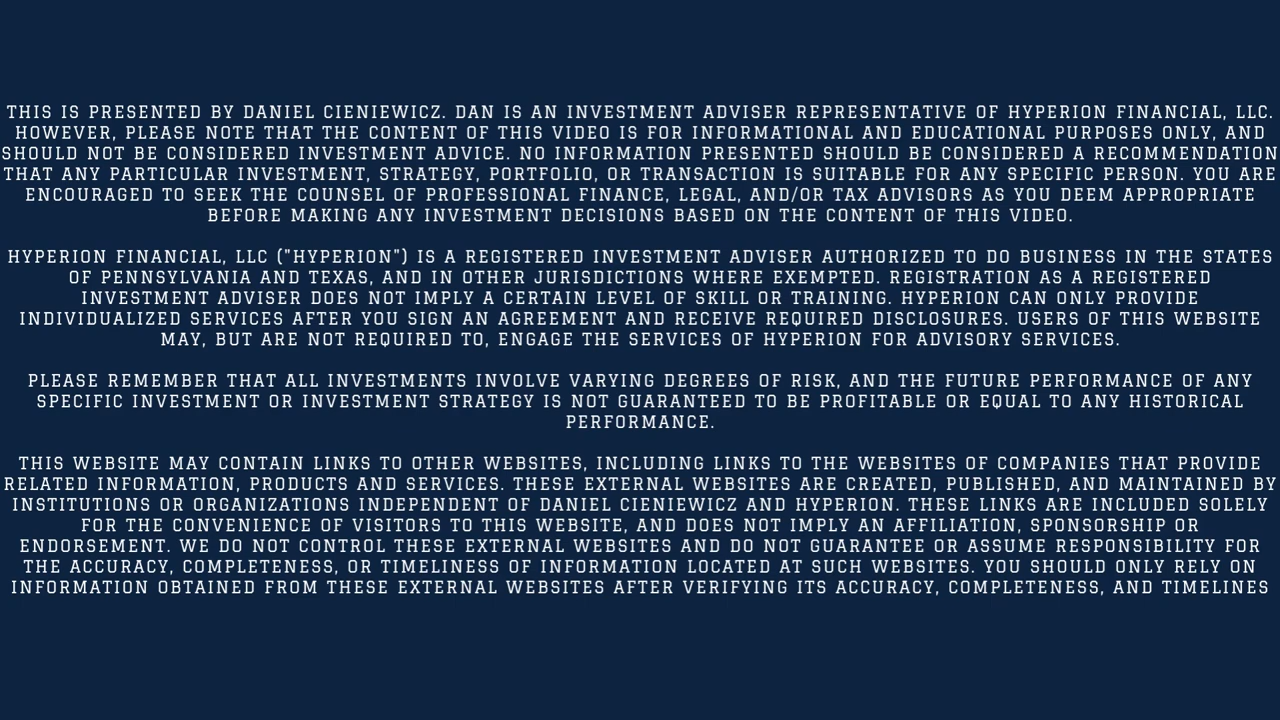 THIS IS PRESENTED BY DANIEL CIENIEWICZ. DAN IS AN INVESTMENT ADVISER REPRESENTATIVE OF HYPERION FINANCIAL, LLC.
HOWEVER, PLEASE NOTE THAT THE CONTENT OF THIS VIDEO IS FOR INFORMATIONAL AND EDUCATIONAL PURPOSES ONLY, AND
SHOULD NOT BE CONSIDERED INVESTMENT ADVICE. NO INFORMATION PRESENTED SHOULD BE CONSIDERED A RECOMMENDATION
THAT ANY PARTICULAR INVESTMENT, STRATEGY, PORTFOLIO, OR TRANSACTION IS SUITABLE FOR ANY SPECIFIC PERSON. YOU ARE
ENCOURAGED TO SEEK THE COUNSEL OF PROFESSIONAL FINANCE, LEGAL, AND/OR TAX ADVISORS AS YOU DEEM APPROPRIATE
BEFORE MAKING ANY INVESTMENT DECISIONS BASED ON THE CONTENT OF THIS VIDEO.
HYPERION FINANCIAL, LLC ("HYPERION") IS A REGISTERED INVESTMENT ADVISER AUTHORIZED TO DO BUSINESS IN THE STATES
OF PENNSYLVANIA AND TEXAS, AND IN OTHER JURISDICTIONS WHERE EXEMPTED. REGISTRATION AS A REGISTERED
INVESTMENT ADVISER DOES NOT IMPLY A CERTAIN LEVEL OF SKILL OR TRAINING. HYPERION CAN ONLY PROVIDE
INDIVIDUALIZED SERVICES AFTER YOU SIGN AN AGREEMENT AND RECEIVE REQUIRED DISCLOSURES. USERS OF THIS WEBSITE
MAY, BUT ARE NOT REQUIRED TO, ENGAGE THE SERVICES OF HYPERION FOR ADVISORY SERVICES.
PLEASE REMEMBER THAT ALL INVESTMENTS INVOLVE VARYING DEGREES OF RISK, AND THE FUTURE PERFORMANCE OF ANY
SPECIFIC INVESTMENT OR INVESTMENT STRATEGY IS NOT GUARANTEED TO BE PROFITABLE OR EQUAL TO ANY HISTORICAL
PERFORMANCE.
THIS WEBSITE MAY CONTAIN LINKS TO OTHER WEBSITES, INCLUDING LINKS TO THE WEBSITES OF COMPANIES THAT PROVIDE
RELATED INFORMATION, PRODUCTS AND SERVICES. THESE EXTERNAL WEBSITES ARE CREATED, PUBLISHED, AND MAINTAINED BY
INSTITUTIONS OR ORGANIZATIONS INDEPENDENT OF DANIEL CIENIEWICZ AND HYPERION. THESE LINKS ARE INCLUDED SOLELY
FOR THE CONVENIENCE OF VISITORS TO THIS WEBSITE, AND DOES NOT IMPLY AN AFFILIATION, SPONSORSHIP OR
ENDORSEMENT. WE DO NOT CONTROL THESE EXTERNAL WEBSITES AND DO NOT GUARANTEE OR ASSUME RESPONSIBILITY FOR
THE ACCURACY, COMPLETENESS, OR TIMELINESS OF INFORMATION LOCATED AT SUCH WEBSITES. YOU SHOULD ONLY RELY ON
INFORMATION OBTAINED FROM THESE EXTERNAL WEBSITES AFTER VERIFYING ITS ACCURACY, COMPLETENESS, AND TIMELINES